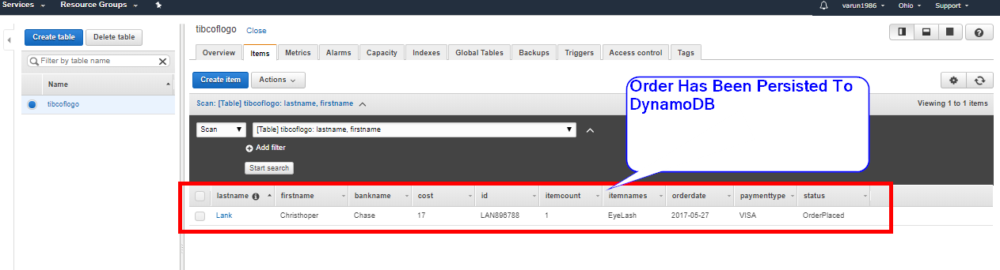 Services Resource Groups varun1986 Ohio Support
tibcoflogo Close
Create table Delete table
Filter by table name
Name
tibcoflogo
Overview Items Metrics Alarms Capacity Indexes Global Tables Backups Triggers Access control Tags
Create item Actions
Order Has Been Persisted To
DynamoDB
Scan: [Table] tibcoflogo: lastname, firstname Viewing 1 to 1 items
Scan [Table] tibcoflogo: lastname, firstname
Add filter
Start search
lastname firstname bankname cost id itemcount itemnames orderdate paymenttype status
Lank Christhoper Chase 17 LAN896788 1 EyeLash 2017-05-27 VISA OrderPlaced